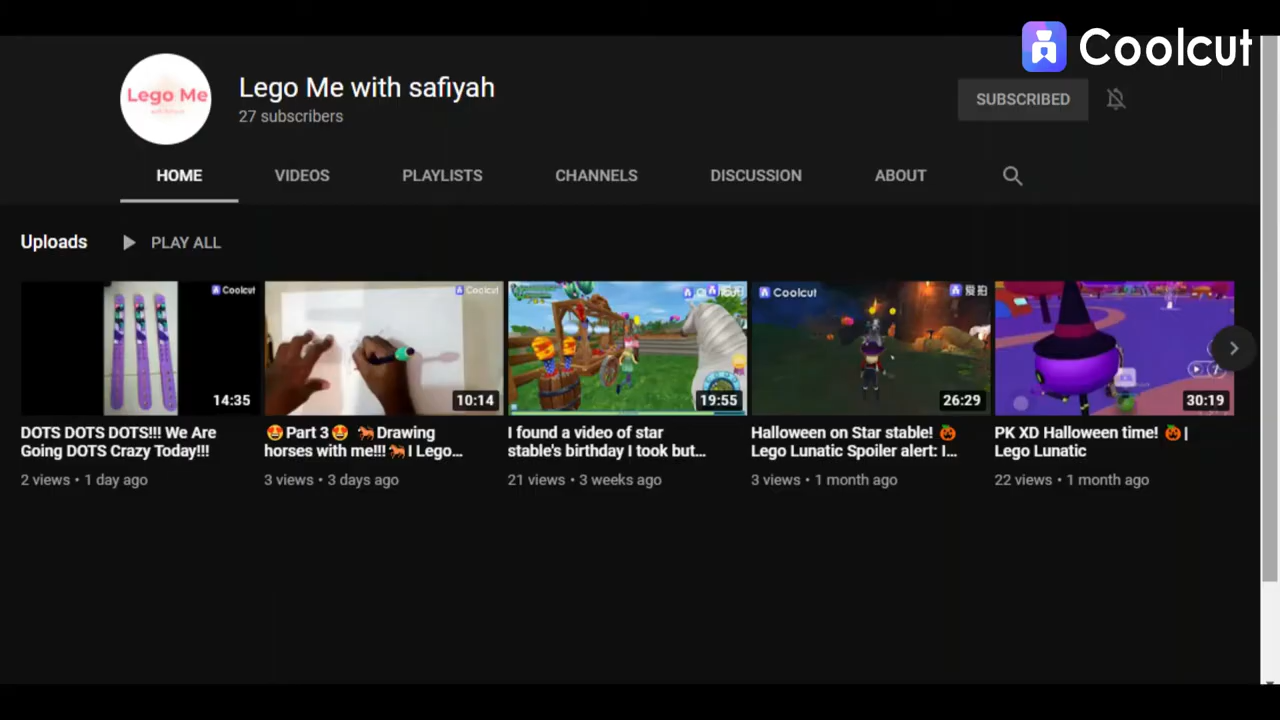 Coolcut
Lego Me
Lego Me with safiyah
27 subscribers
SUBSCRIBED
HOME VIDEOS PLAYLISTS CHANNELS DISCUSSION ABOUT
Uploads PLAY ALL
Coolcut
14:35
Coolcut
10:14
19:55
Coolcut
26:29
30:19
DOTS DOTS DOTS!!! We Are
Going DOTS Crazy Today!!!
2 views • 1 day ago
🤩Part 3🤩 🐎Drawing
horses with me!!!🐎I Lego...
3 views • 3 days ago
I found a video of star
stable's birthday I took but...
21 views • 3 weeks ago
Halloween on Star stable! 🎃
Lego Lunatic Spoiler alert: I...
3 views • 1 month ago
PK XD Halloween time! 🎃 |
Lego Lunatic
22 views • 1 month ago